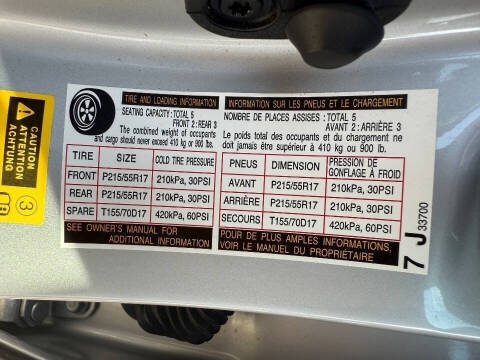 CAUTION
ATTENTION
ACHTUNG
3
TIRE AND LOADING INFORMATION
SEATING CAPACITY : TOTAL 5
FRONT 2 : REAR 3
The combined weight of occupants
and cargo should never exceed 410 kg or 900 lb.
TIRE SIZE COLD TIRE PRESSURE
FRONT P215/55R17 210kPa, 30PSI
REAR P215/55R17 210kPa, 30PSI
SPARE T155/70D17 420kPa, 60PSI
SEE OWNER'S MANUAL FOR
ADDITIONAL INFORMATION
INFORMATION SUR LES PNEUS ET LE CHARGEMENT
NOMBRE DE PLACES ASSISES : TOTAL 5
AVANT 2 : ARRIÈRE 3
Le poids total des occupants et du chargement ne
doit jamais être supérieur à 410 kg or 900 lb.
PNEUS DIMENSION PRESSION DE
GONFLAGE À FROID
AVANT P215/55R17 210kPa, 30PSI
ARRIÈRE P215/55R17 210kPa, 30PSI
SECOURS T155/70D17 420kPa, 60PSI
POUR DE PLUS AMPLES INFORMATIONS,
VOIR LE MANUEL DU PROPRIÉTAIRE
7 J 33700